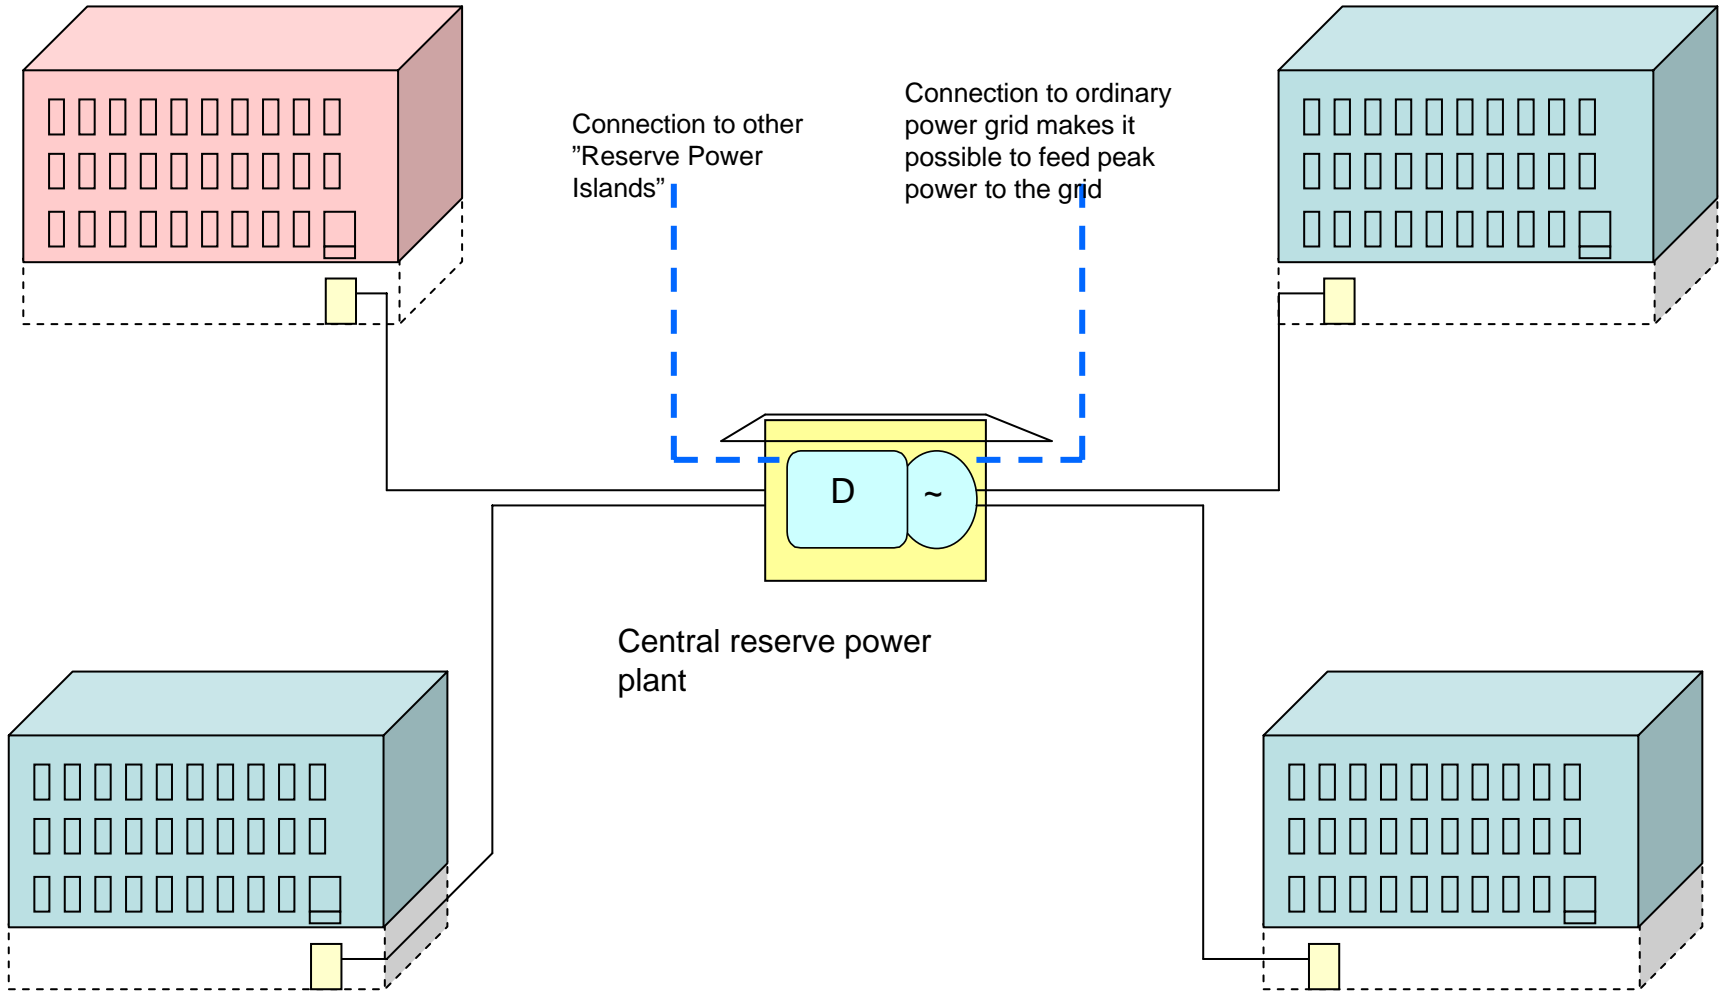 Connection to other
”Reserve Power
Islands”
Connection to ordinary
power grid makes it
possible to feed peak
power to the grid
D
~
Central reserve power
plant